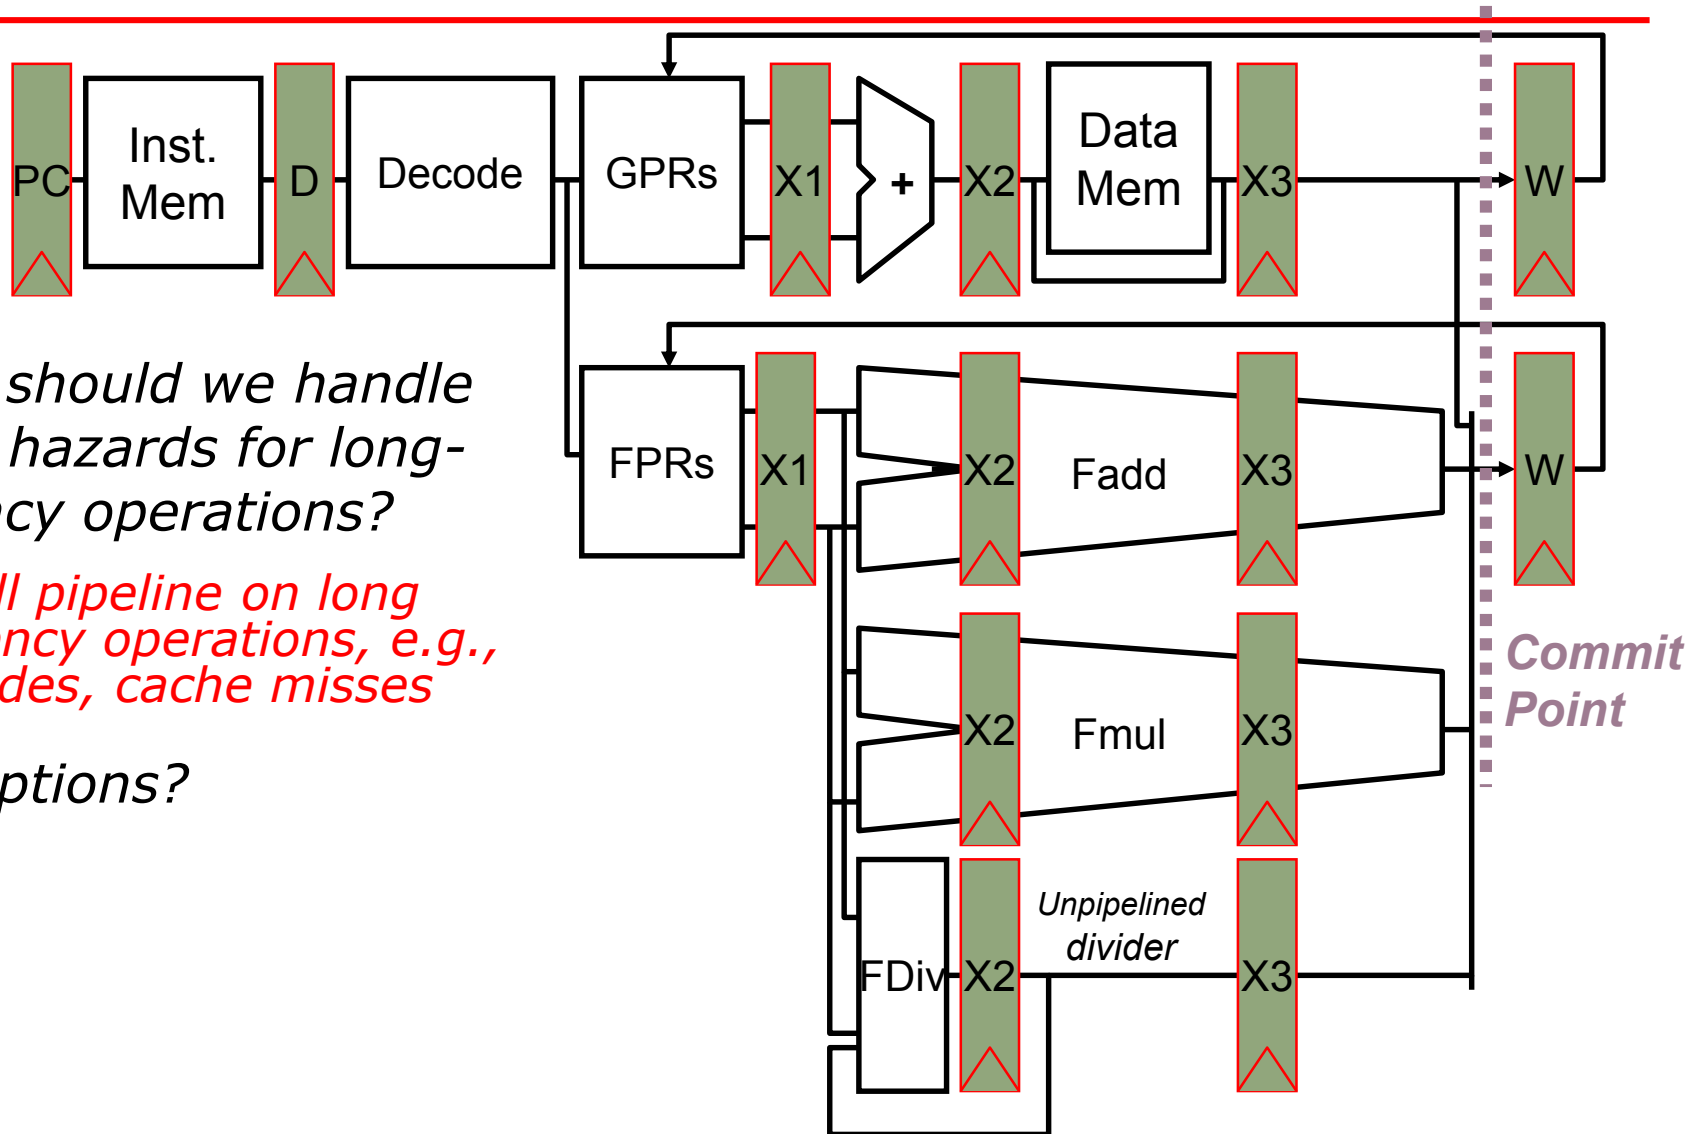 PC
Inst.
Mem
D
Decode
GPRs
X1
+
X2
Data
Mem
X3
W
should we handle
hazards for long-
ncy operations?
ll pipeline on long
ency operations, e.g.,
des, cache misses
ptions?
FPRs
X1
X2
Fadd
X3
W
X2
Fmul
X3
Commit
Point
FDiv
X2
Unpipelined
divider
X3